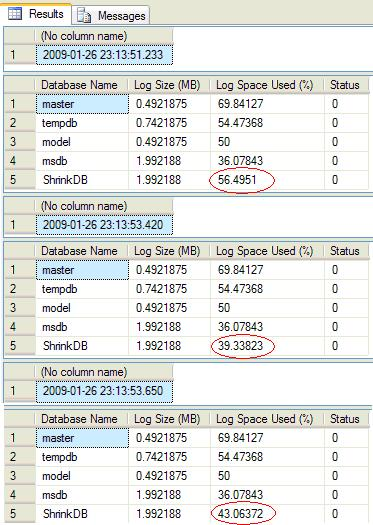 Results Messages
(No column name)
1 2009-01-26 23:13:51.233
Database Name Log Size (MB) Log Space Used (%) Status
1 master 0.4921875 69.84127 0
2 tempdb 0.7421875 54.47368 0
3 model 0.4921875 50 0
4 msdb 1.992188 36.07843 0
5 ShrinkDB 1.992188 56.4951 0
(No column name)
1 2009-01-26 23:13:53.420
Database Name Log Size (MB) Log Space Used (%) Status
1 master 0.4921875 69.84127 0
2 tempdb 0.7421875 54.47368 0
3 model 0.4921875 50 0
4 msdb 1.992188 36.07843 0
5 ShrinkDB 1.992188 39.33823 0
(No column name)
1 2009-01-26 23:13:53.650
Database Name Log Size (MB) Log Space Used (%) Status
1 master 0.4921875 69.84127 0
2 tempdb 0.7421875 54.47368 0
3 model 0.4921875 50 0
4 msdb 1.992188 36.07843 0
5 ShrinkDB 1.992188 43.06372 0